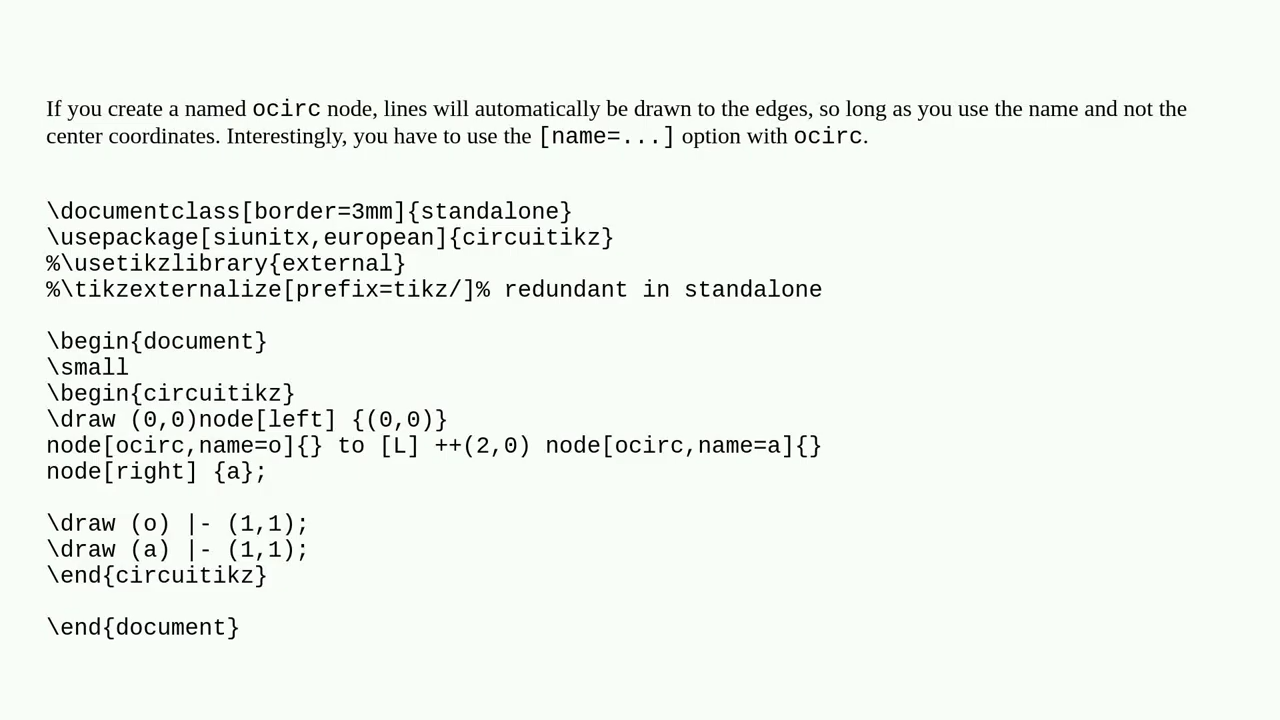 If you create a named ocirc node, lines will automatically be drawn to the edges, so long as you use the name and not the
center coordinates. Interestingly, you have to use the [name=...] option with ocirc.
\documentclass[border=3mm]{standalone}
\usepackage[siunitx,european]{circuitikz}
%\usetikzlibrary{external}
%\tikzexternalize[prefix=tikz/]% redundant in standalone
\begin{document}
\small
\begin{circuitikz}
\draw (0,0)node[left] {(0,0)}
node[ocirc,name=o]{} to [L] ++(2,0) node[ocirc,name=a]{}
node[right] {a};
\draw (o) |- (1,1);
\draw (a) |- (1,1);
\end{circuitikz}
\end{document}